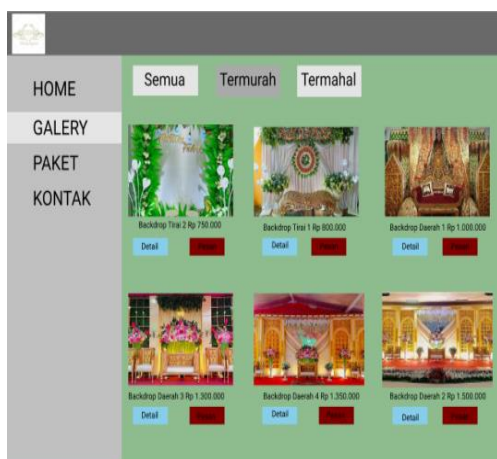 HOME
GALERY
PAKET
KONTAK
Semua
Termurah
Termahal
Backdrop Tirai 2 Rp 750.000
Backdrop Tirai 1 Rp 800.000
Backdrop Daerah 1 Rp 1.000.000
Detail
Detail
Detail
Backdrop Daerah 3 Rp 1.300.000
Backdrop Daerah 4 Rp 1.350.000
Backdrop Daerah 2 Rp 1.500.000
Detail
Detail
Detail